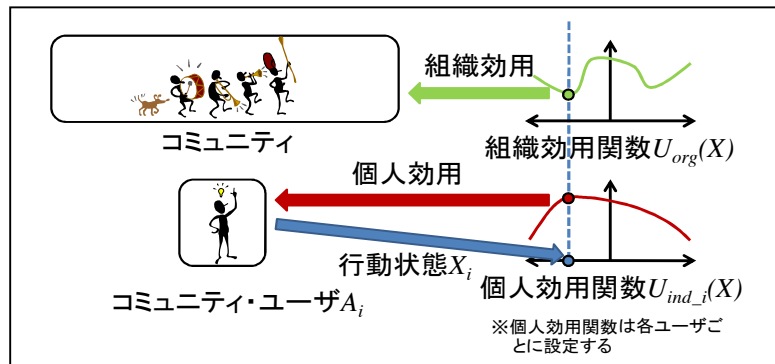 組織効用
コミュニティ
組織効用関数U_org(X)
個人効用
行動状態X_i
コミュニティ・ユーザA_i
個人効用関数U_ind_i(X)
※個人効用関数は各ユーザご
とに設定する